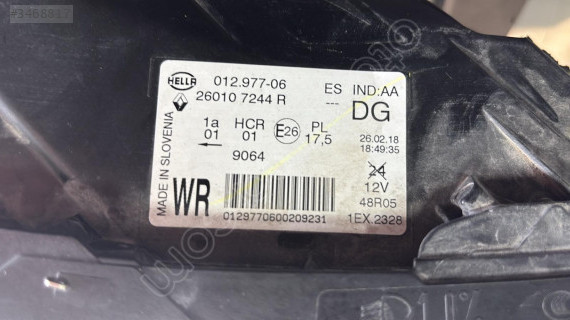 #3468817
HELLA
012.977-06
ES IND:AA
26010 7244 R
---
DG
1a
01
HCR
01
E26
PL
17,5
26.02.18
18:49:35
9064
24
12V
MADE IN SLOVENIA
WR
48R05
0129770600209231
1EX.2328